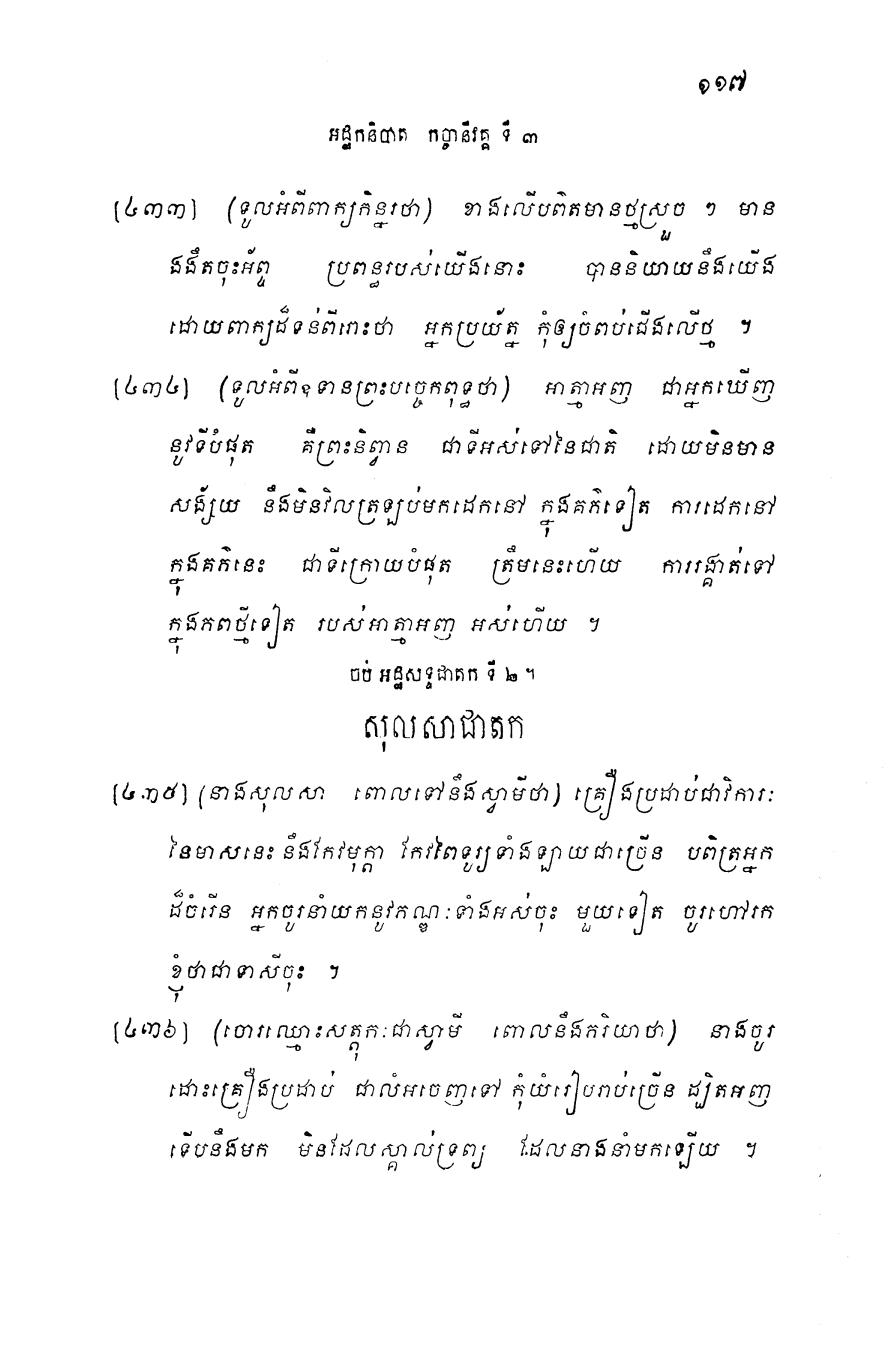 ១១៧
អដ្ឋកនិបាត កច្ចានីវគ្គ ទី ៣
[៤៣៣] (ទូលអំពីពាក្យកិន្នរថា) ខាងលើបពិតមានថ្មស្រួច ៗ មាន
ងងឹតចុះអ័ព្ទ ប្រពន្ធរបស់យើងនោះ បាននិយាយនឹងយើង
ដោយពាក្យដ៏ទន់ពីរោះថា អ្នកប្រយ័ត្ន កុំឲ្យចំពប់ជើងលើថ្ម ។
[៤៣៤] (ទូលអំពីឧទានព្រះបច្ចេកពុទ្ធថា) អាត្មាអញ ជាអ្នកឃើញ
នូវទីបំផុត គឺព្រះនិព្វាន ជាទីអស់ទៅនៃជាតិ ដោយមិនមាន
សង្ស័យ នឹងមិនវិលត្រឡប់មកដេកនៅ ក្នុងគភ៌ទៀត ការដេកនៅ
ក្នុងគភ៌នេះ ជាទីក្រោយបំផុត ត្រឹមនេះហើយ ការរង្គាត់ទៅ
ក្នុងភពថ្មីទៀត របស់អាត្មាអញ អស់ហើយ ។
ចប់ អដ្ឋសទ្ទជាតក ទី ២ ។
សុលសាជាតក
[៤៣៥] (នាងសុលសា ពោលទៅនឹងស្វាមីថា) គ្រឿងប្រដាប់ជាវិការៈ
នៃមាសនេះ នឹងកែវមុក្តា កែវពៃទូរ្យទាំងឡាយជាច្រើន បពិត្រអ្នក
ដ៏ចំរើន អ្នកចូរនាំយកនូវភណ្ឌៈទាំងអស់ចុះ មួយទៀត ចូរហៅរក
ខ្ញុំថាជាទាសីចុះ ។
[៤៣៦] (ចោរឈ្មោះសត្តុកៈជាស្វាមី ពោលនឹងភរិយាថា) នាងចូរ
ដោះគ្រឿងប្រដាប់ ជាលំអចេញទៅ កុំយំរៀបរាប់ច្រើន ដ្បិតអញ
ទើបនឹងមក មិនដែលស្គាល់ទ្រព្យ ដែលនាងនាំមកឡើយ ។